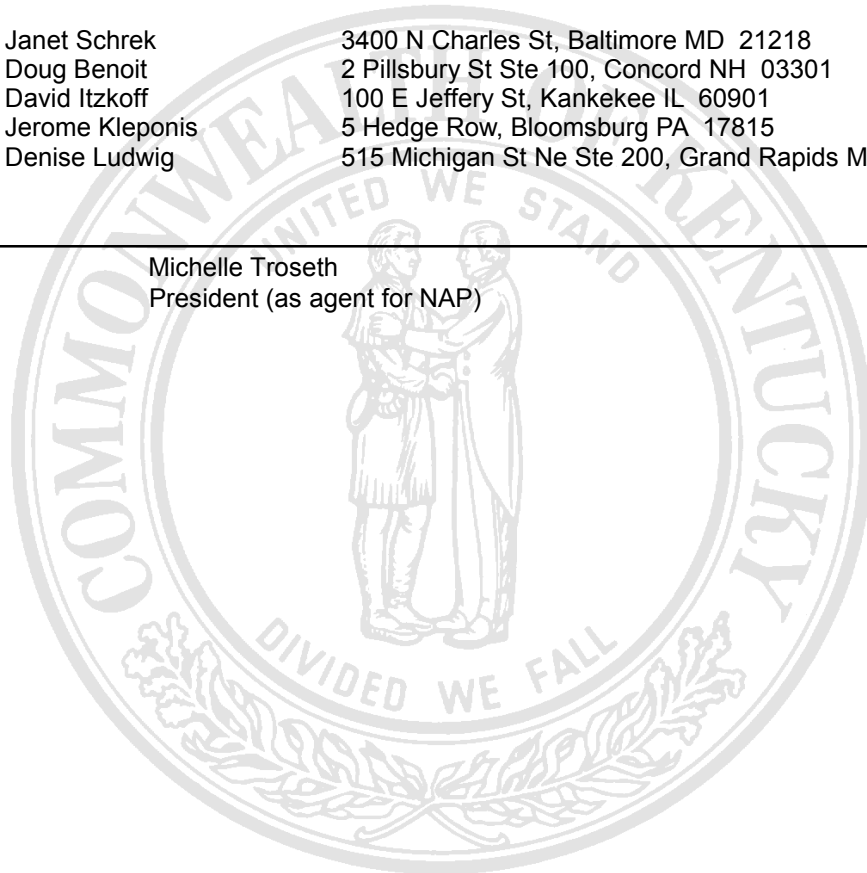 Janet Schrek 3400 N Charles St, Baltimore MD 21218
Doug Benoit 2 Pillsbury St Ste 100, Concord NH 03301
David Itzkoff 100 E Jeffery St, Kankekee IL 60901
Jerome Kleponis 5 Hedge Row, Bloomsburg PA 17815
Denise Ludwig 515 Michigan St Ne Ste 200, Grand Rapids M
Michelle Troseth
President (as agent for NAP)
COMMONWEALTH OF KENTUCKY
UNITED WE STAND
DIVIDED WE FALL